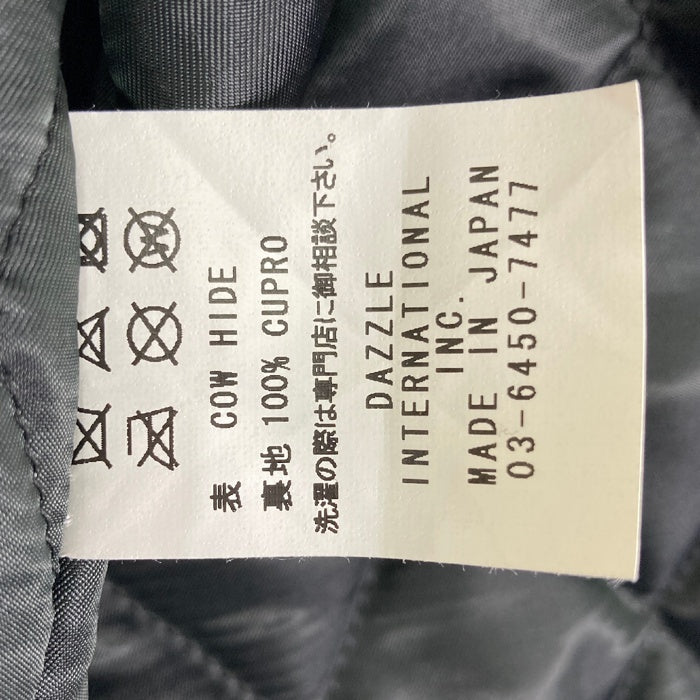 表 COW HIDE
裏地 100% CUPRO
洗濯の際は専門店に御相談下さい。
DAZZLE
INTERNATIONAL
INC.
MADE IN JAPAN
03-6450-7477